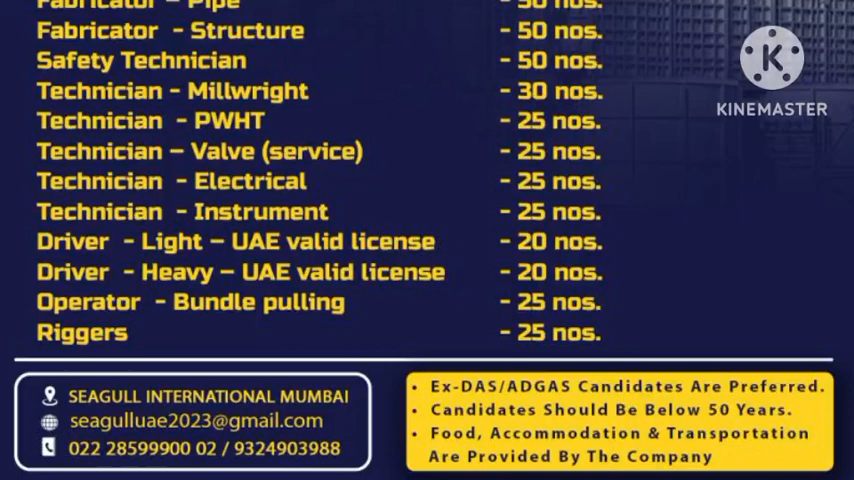 Fabricator – Pipe - 50 nos.
Fabricator - Structure - 50 nos.
Safety Technician - 50 nos.
Technician - Millwright - 30 nos.
Technician - PWHT - 25 nos.
Technician – Valve (service) - 25 nos.
Technician - Electrical - 25 nos.
Technician - Instrument - 25 nos.
Driver - Light – UAE valid license - 20 nos.
Driver - Heavy – UAE valid license - 20 nos.
Operator - Bundle pulling - 25 nos.
Riggers - 25 nos.
K
KINEMASTER
SEAGULL INTERNATIONAL MUMBAI
seagulluae2023@gmail.com
022 28599900 02 / 9324903988
• Ex-DAS/ADGAS Candidates Are Preferred.
• Candidates Should Be Below 50 Years.
• Food, Accommodation & Transportation
Are Provided By The Company